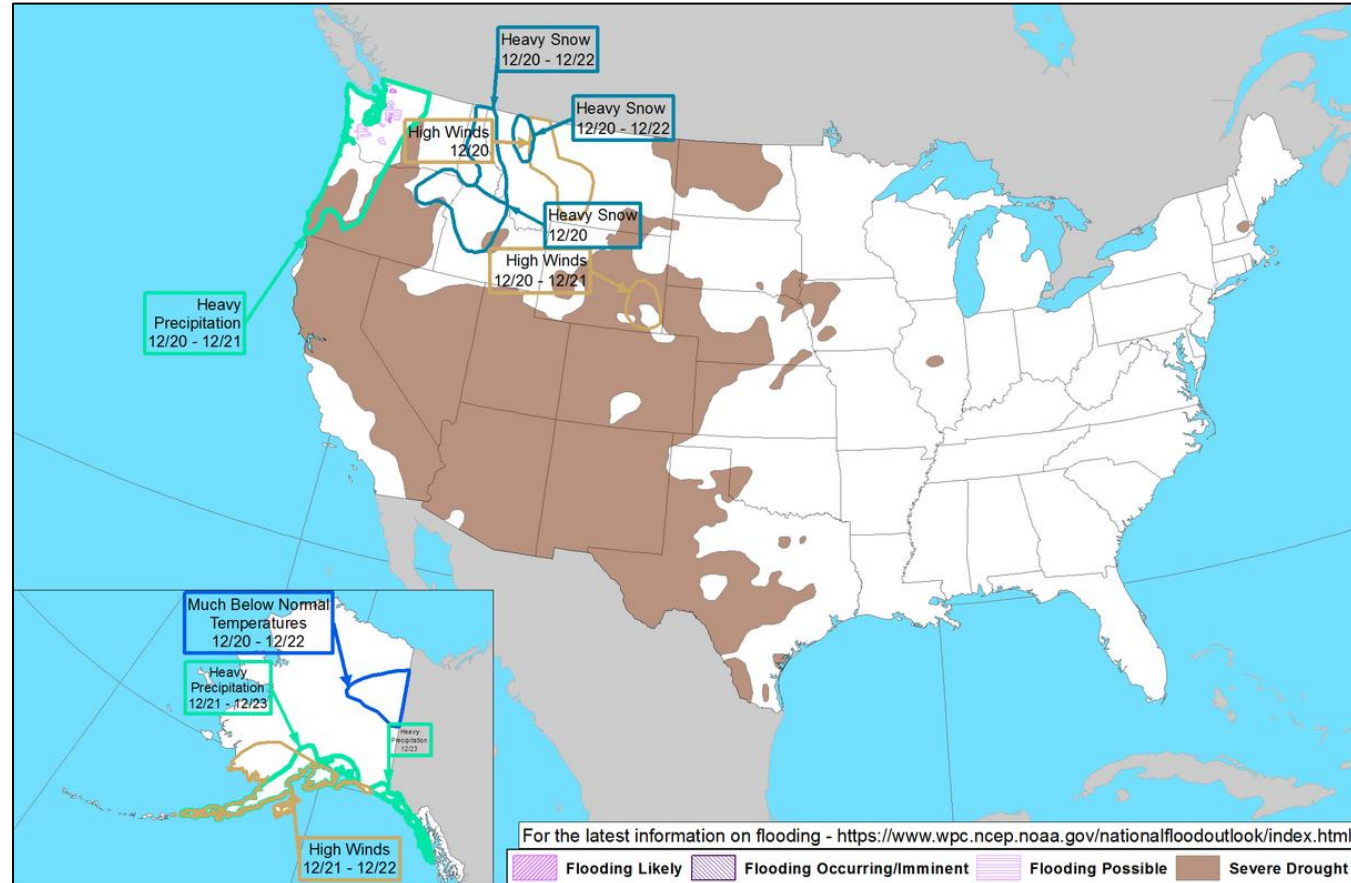 Heavy Snow
12/20 - 12/22
Heavy Snow
12/20 - 12/22
High Winds
12/20
Heavy Snow
12/20
High Winds
12/20 - 12/21
Heavy
Precipitation
12/20 - 12/21
Much Below Normal
Temperatures
12/20 - 12/22
Heavy
Precipitation
12/21 - 12/23
Heavy
Precipitation
12/23
High Winds
12/21 - 12/22
For the latest information on flooding - https://www.wpc.ncep.noaa.gov/nationalfloodoutlook/index.html
Flooding Likely
Flooding Occurring/Imminent
Flooding Possible
Severe Drought